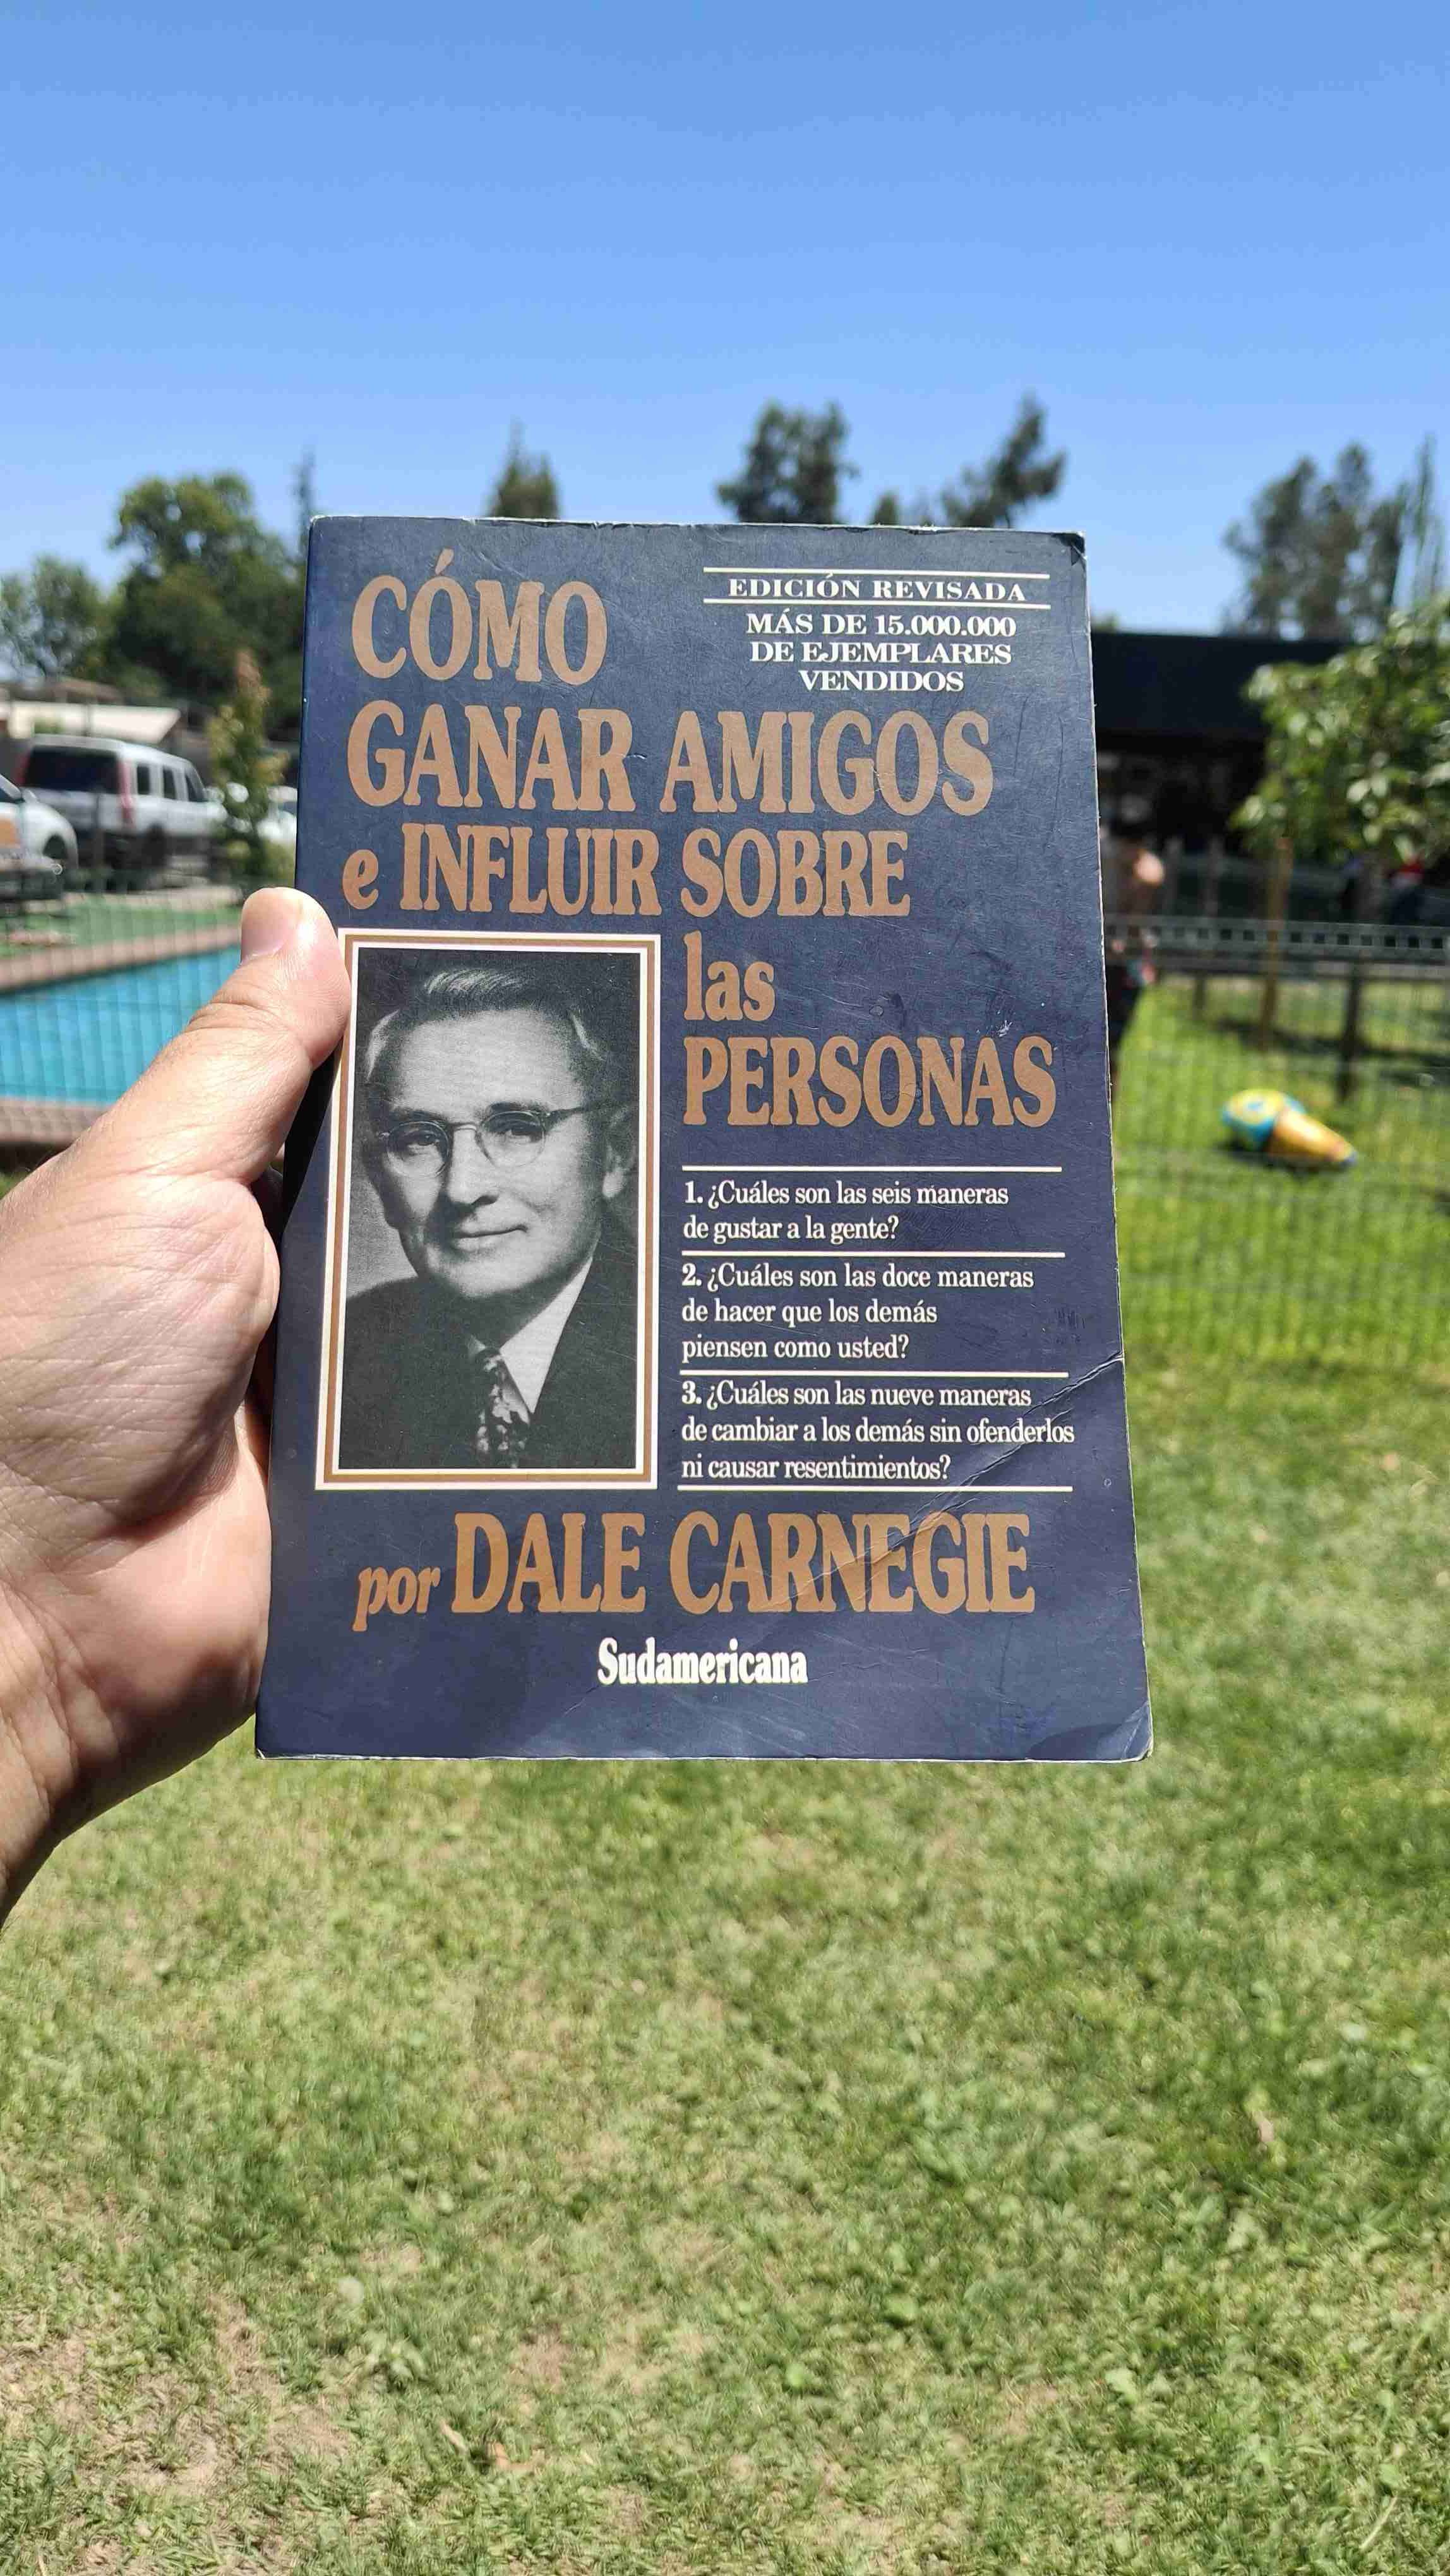 CÓMO
GANAR AMIGOS
e INFLUIR SOBRE
las
PERSONAS
EDICIÓN REVISADA
MÁS DE 15.000.000
DE EJEMPLARES
VENDIDOS
1. ¿Cuáles son las seis maneras
de gustar a la gente?
2. ¿Cuáles son las doce maneras
de hacer que los demás
piensen como usted?
3. ¿Cuáles son las nueve maneras
de cambiar a los demás sin ofenderlos
ni causar resentimientos?
por DALE CARNEGIE
Sudamericana